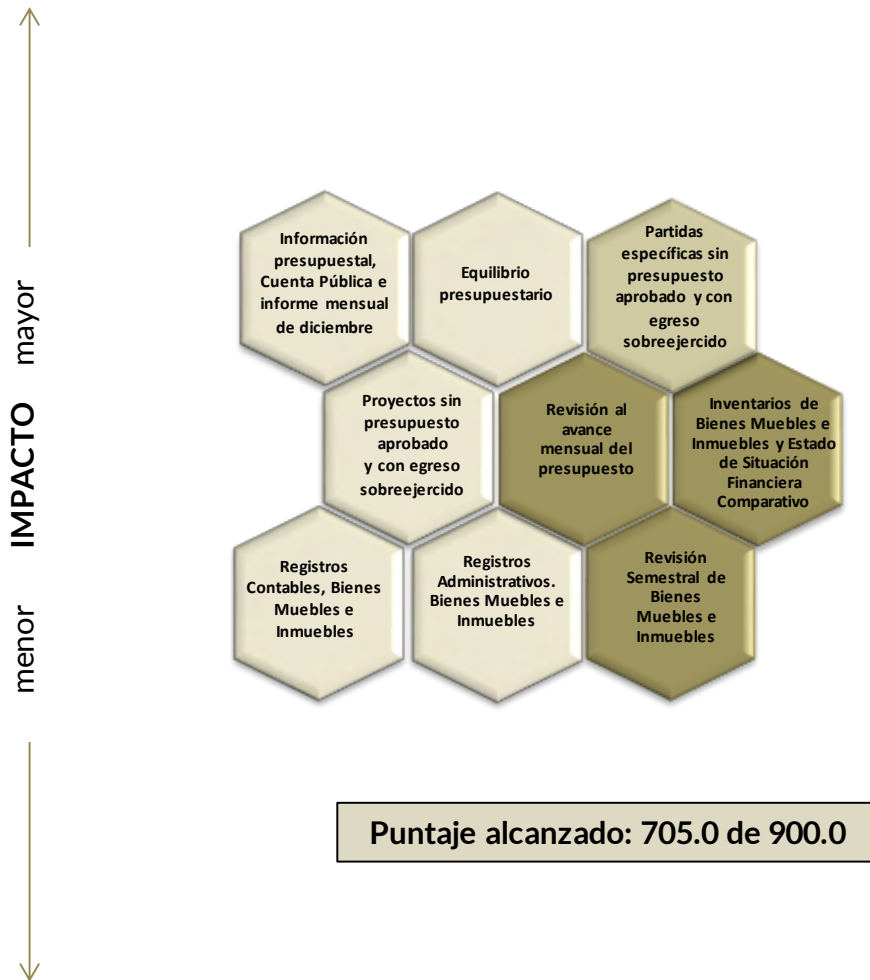 mayor
IMPACTO
menor
Información
presupuestal,
Cuenta Pública e
informe mensual
de diciembre
Equilibrio
presupuestario
Partidas
específicas sin
presupuesto
aprobado y con
egreso
sobreejercido
Proyectos sin
presupuesto
aprobado
y con egreso
sobreejercido
Revisión al
avance
mensual del
presupuesto
Inventarios de
Bienes Muebles e
Inmuebles y Estado
de Situación
Financiera
Comparativo
Registros
Contables, Bienes
Muebles e
Inmuebles
Registros
Administrativos.
Bienes Muebles e
Inmuebles
Revisión
Semestral de
Bienes
Muebles e
Inmuebles
Puntaje alcanzado: 705.0 de 900.0